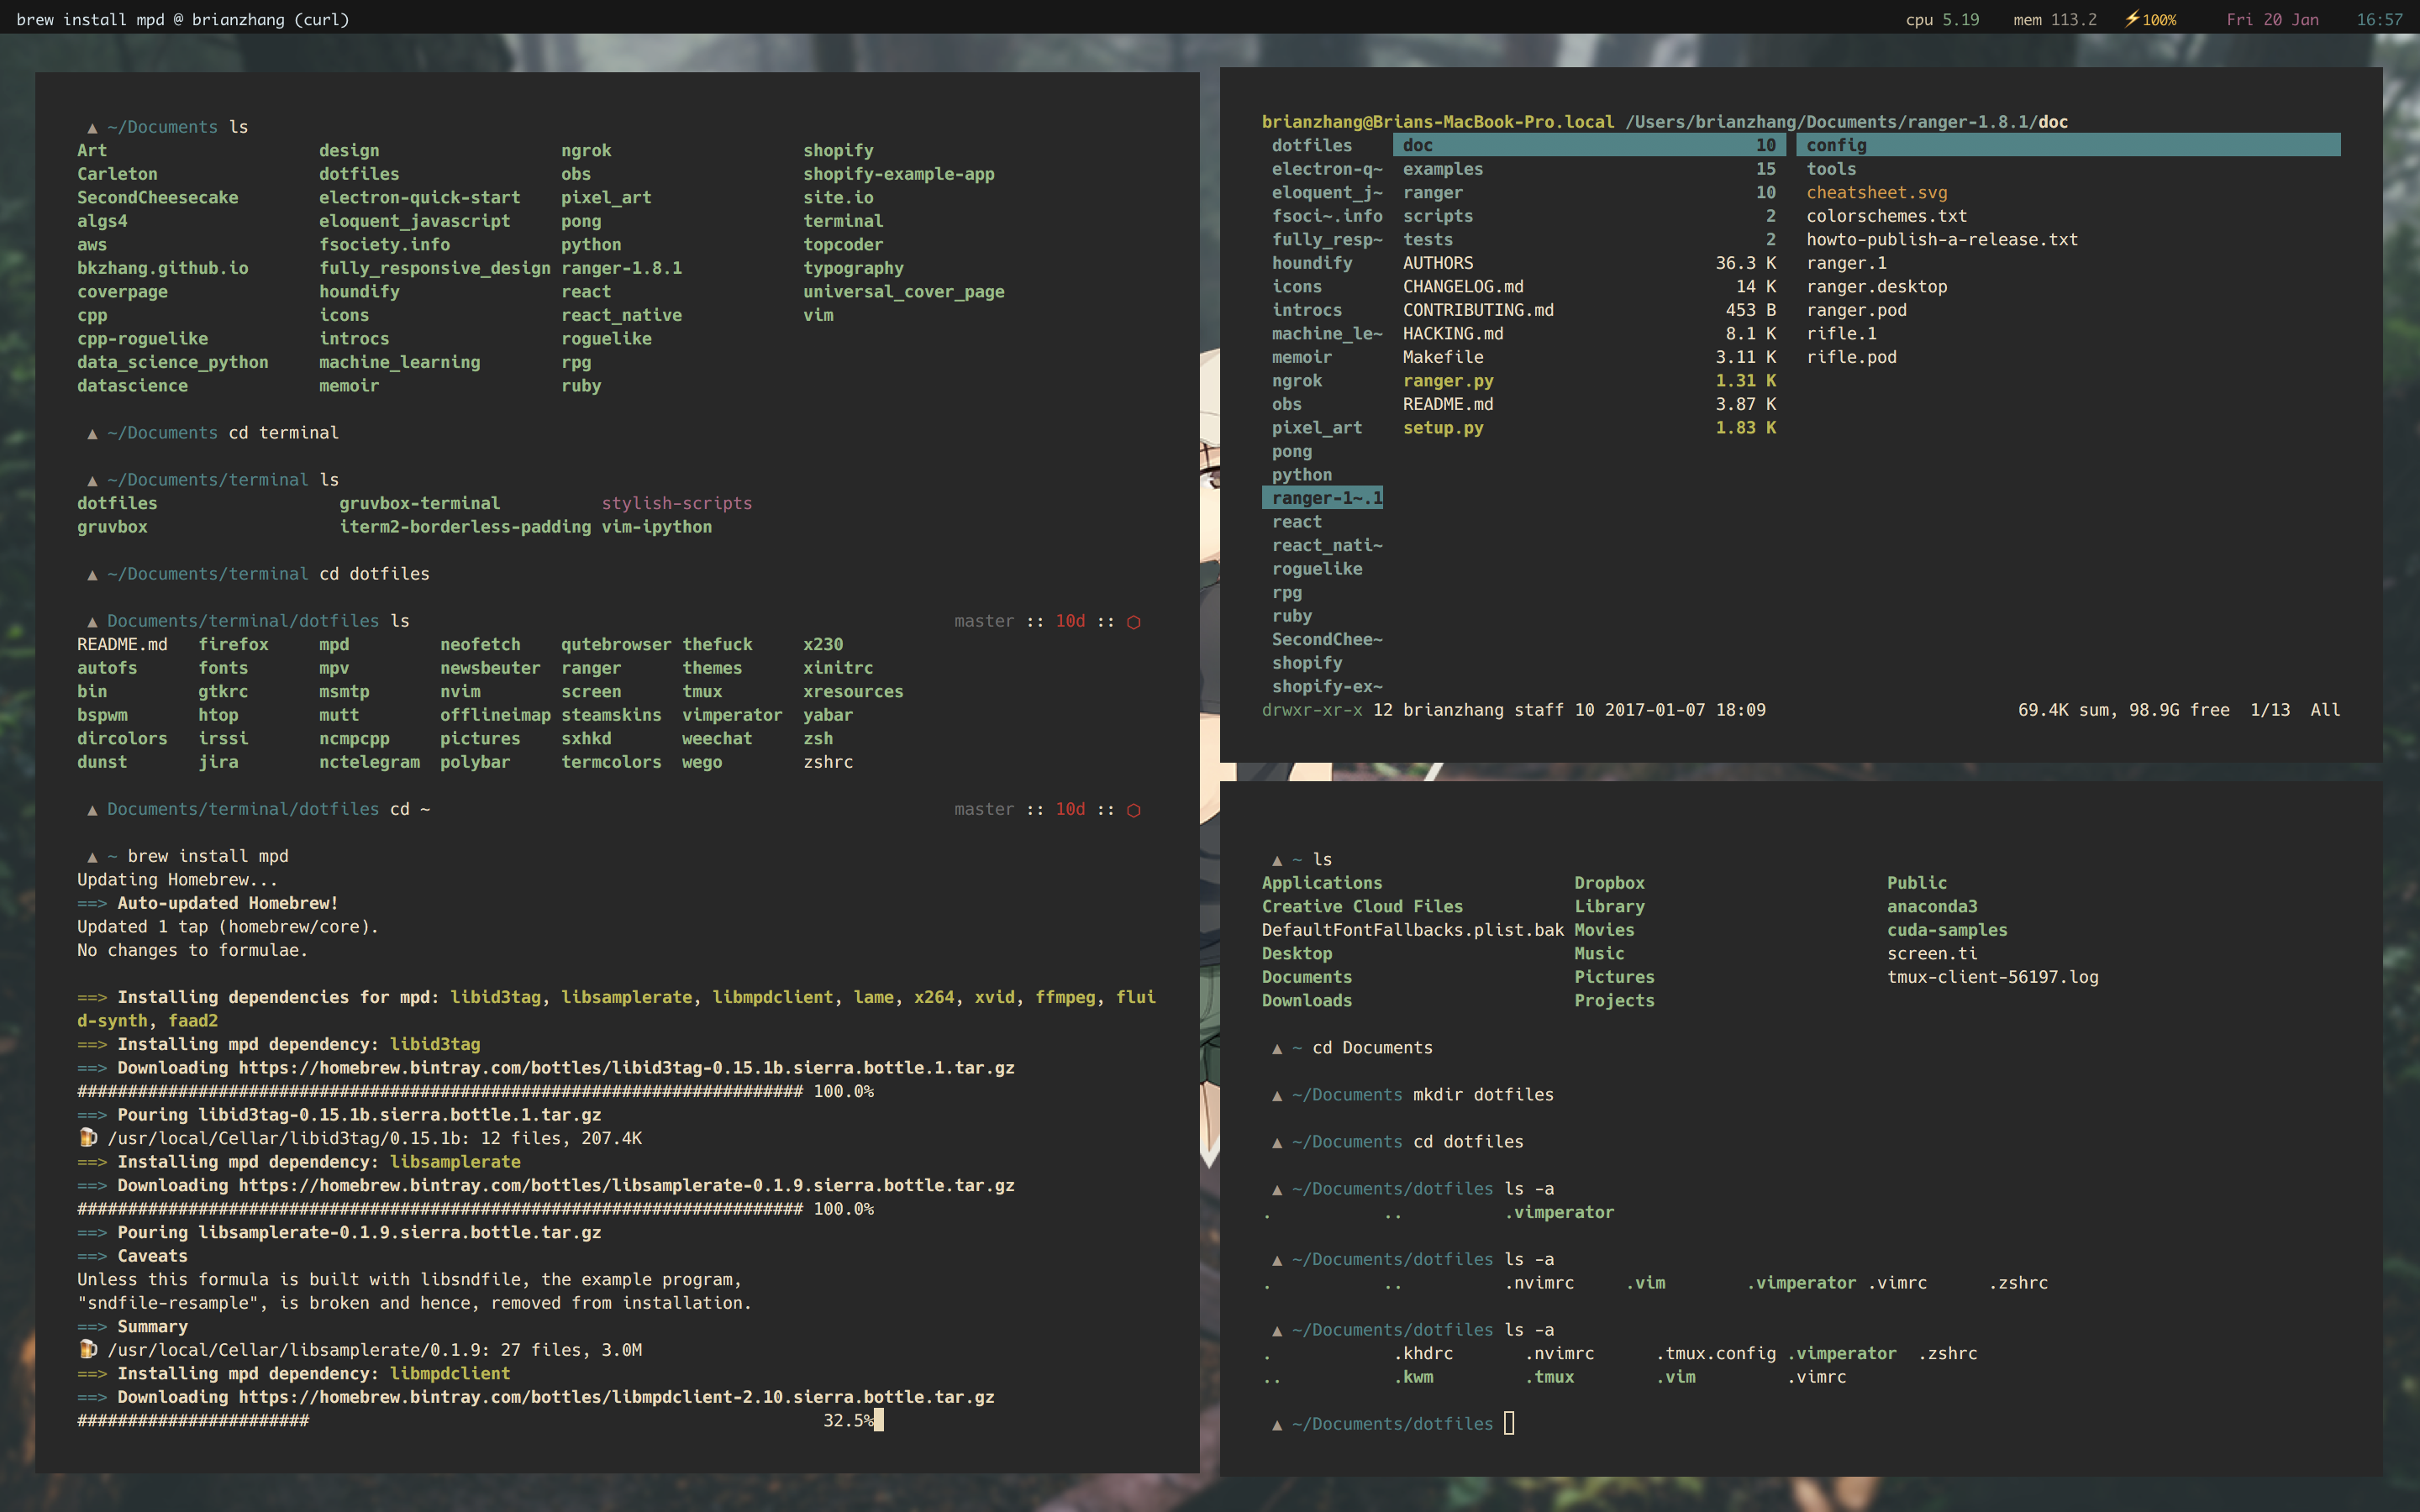 brew install mpd @ brianzhang (curl) cpu 5.19 mem 113.2 ⚡100% Fri 20 Jan 16:57
▲ ~/Documents ls
Art design ngrok shopify
Carleton dotfiles obs shopify-example-app
SecondCheesecake electron-quick-start pixel_art site.io
algs4 eloquent_javascript pong terminal
aws fsociety.info python topcoder
bkzhang.github.io fully_responsive_design ranger-1.8.1 typography
coverpage houndify react universal_cover_page
cpp icons react_native vim
cpp-roguelike introcs roguelike
data_science_python machine_learning rpg
datascience memoir ruby
▲ ~/Documents cd terminal
▲ ~/Documents/terminal ls
dotfiles gruvbox-terminal stylish-scripts
gruvbox iterm2-borderless-padding vim-ipython
▲ ~/Documents/terminal cd dotfiles
▲ Documents/terminal/dotfiles ls master :: 10d :: ⬡
README.md firefox mpd neofetch qutebrowser thefuck x230
autofs fonts mpv newsbeuter ranger themes xinitrc
bin gtkrc msmtp nvim screen tmux xresources
bspwm htop mutt offlineimap steamskins vimperator yabar
dircolors irssi ncmpcpp pictures sxhkd weechat zsh
dunst jira nctelegram polybar termcolors wego zshrc
▲ Documents/terminal/dotfiles cd ~ master :: 10d :: ⬡
▲ ~ brew install mpd
Updating Homebrew...
==> Auto-updated Homebrew!
Updated 1 tap (homebrew/core).
No changes to formulae.
==> Installing dependencies for mpd: libid3tag, libsamplerate, libmpdclient, lame, x264, xvid, ffmpeg, flui
d-synth, faad2
==> Installing mpd dependency: libid3tag
==> Downloading https://homebrew.bintray.com/bottles/libid3tag-0.15.1b.sierra.bottle.1.tar.gz
######################################################################## 100.0%
==> Pouring libid3tag-0.15.1b.sierra.bottle.1.tar.gz
🍺 /usr/local/Cellar/libid3tag/0.15.1b: 12 files, 207.4K
==> Installing mpd dependency: libsamplerate
==> Downloading https://homebrew.bintray.com/bottles/libsamplerate-0.1.9.sierra.bottle.tar.gz
######################################################################## 100.0%
==> Pouring libsamplerate-0.1.9.sierra.bottle.tar.gz
==> Caveats
Unless this formula is built with libsndfile, the example program,
"sndfile-resample", is broken and hence, removed from installation.
==> Summary
🍺 /usr/local/Cellar/libsamplerate/0.1.9: 27 files, 3.0M
==> Installing mpd dependency: libmpdclient
==> Downloading https://homebrew.bintray.com/bottles/libmpdclient-2.10.sierra.bottle.tar.gz
####################### 32.5%
brianzhang@Brians-MacBook-Pro.local /Users/brianzhang/Documents/ranger-1.8.1/doc
dotfiles doc 10 config
electron-q~ examples 15 tools
eloquent_j~ ranger 10 cheatsheet.svg
fsoci~.info scripts 2 colorschemes.txt
fully_resp~ tests 2 howto-publish-a-release.txt
houndify AUTHORS 36.3 K ranger.1
icons CHANGELOG.md 14 K ranger.desktop
introcs CONTRIBUTING.md 453 B ranger.pod
machine_le~ HACKING.md 8.1 K rifle.1
memoir Makefile 3.11 K rifle.pod
ngrok ranger.py 1.31 K
obs README.md 3.87 K
pixel_art setup.py 1.83 K
pong
python
ranger-1~.1
react
react_nati~
roguelike
rpg
ruby
SecondChee~
shopify
shopify-ex~
drwxr-xr-x 12 brianzhang staff 10 2017-01-07 18:09 69.4K sum, 98.9G free 1/13 All
▲ ~ ls
Applications Dropbox Public
Creative Cloud Files Library anaconda3
DefaultFontFallbacks.plist.bak Movies cuda-samples
Desktop Music screen.ti
Documents Pictures tmux-client-56197.log
Downloads Projects
▲ ~ cd Documents
▲ ~/Documents mkdir dotfiles
▲ ~/Documents cd dotfiles
▲ ~/Documents/dotfiles ls -a
. .. .vimperator
▲ ~/Documents/dotfiles ls -a
. .. .nvimrc .vim .vimperator .vimrc .zshrc
▲ ~/Documents/dotfiles ls -a
. .khdrc .nvimrc .tmux.config .vimperator .zshrc
.. .kwm .tmux .vim .vimrc
▲ ~/Documents/dotfiles